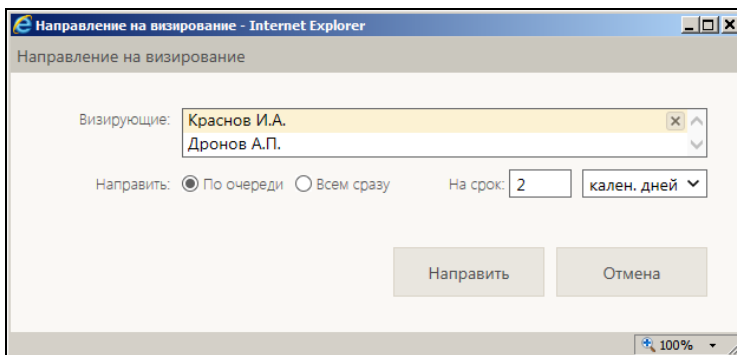 Направление на визирование - Internet Explorer
Направление на визирование
Визирующие: Краснов И.А.
Дронов А.П.
Направить: По очереди Всем сразу На срок: 2 кален. дней
Направить Отмена
100%